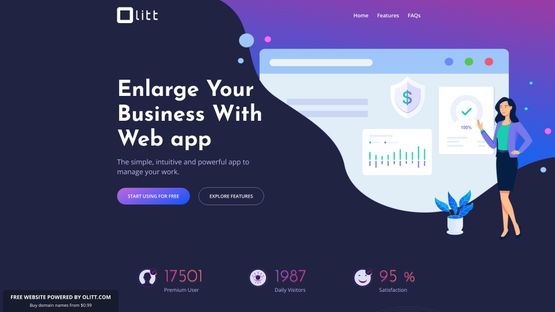 Olitt
Home Features FAQs
Enlarge Your
Business With
Web app
The simple, intuitive and powerful app to
manage your work.
START USING FOR FREE EXPLORE FEATURES
$
100%
17501 1987 95 %
Premium User Daily Visitors Satisfaction
FREE WEBSITE POWERED BY OLITT.COM
Buy domain names from $0.99